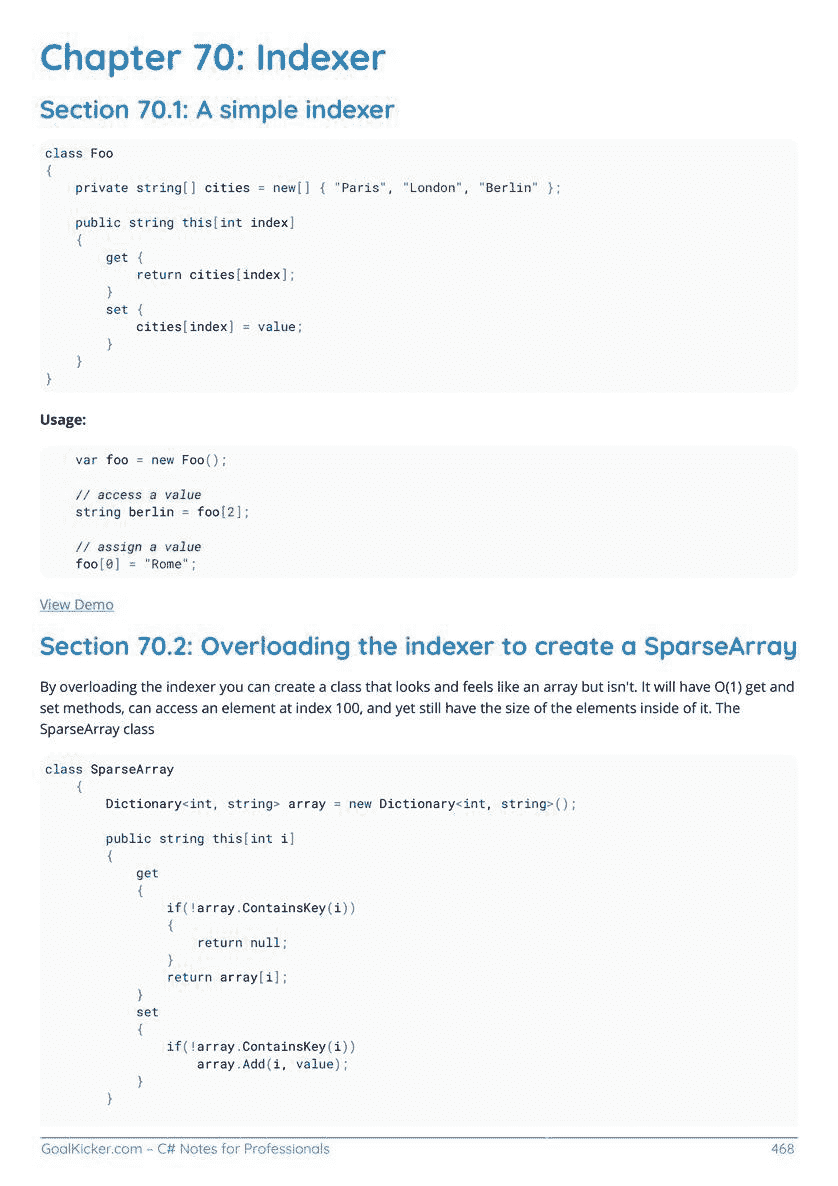 Chapter 70: Indexer
Section 70.1: A simple indexer
class Foo
{
    private string[] cities = new[] { "Paris", "London", "Berlin" };

    public string this[int index]
    {
        get {
            return cities[index];
        }
        set {
            cities[index] = value;
        }
    }
}
Usage:
    var foo = new Foo();

    // access a value
    string berlin = foo[2];

    // assign a value
    foo[0] = "Rome";
View Demo
Section 70.2: Overloading the indexer to create a SparseArray
By overloading the indexer you can create a class that looks and feels like an array but isn't. It will have O(1) get and
set methods, can access an element at index 100, and yet still have the size of the elements inside of it. The
SparseArray class
class SparseArray
    {
        Dictionary<int, string> array = new Dictionary<int, string>();

        public string this[int i]
        {
            get
            {
                if(!array.ContainsKey(i))
                {
                    return null;
                }
                return array[i];
            }
            set
            {
                if(!array.ContainsKey(i))
                    array.Add(i, value);
            }
        }
GoalKicker.com – C# Notes for Professionals
468